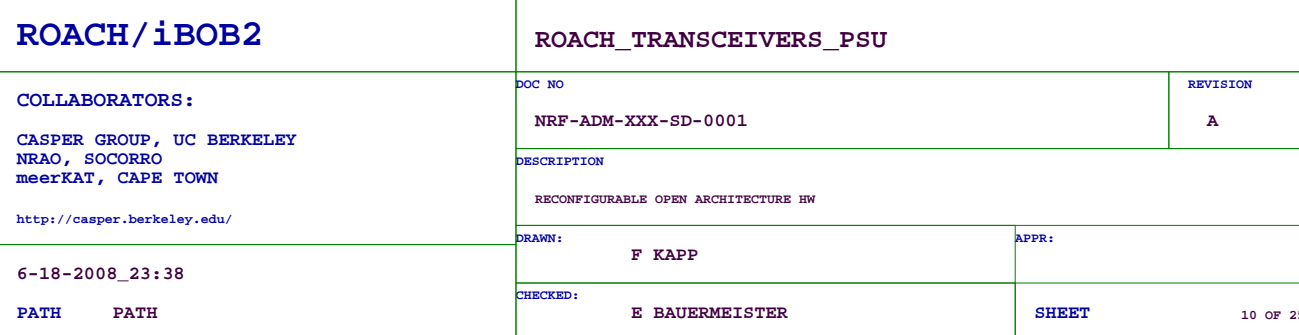 ROACH/iBOB2
COLLABORATORS:
CASPER GROUP, UC BERKELEY
NRAO, SOCORRO
meerKAT, CAPE TOWN
http://casper.berkeley.edu/
6-18-2008_23:38
PATH PATH
ROACH_TRANSCEIVERS_PSU
DOC NO
NRF-ADM-XXX-SD-0001
REVISION
A
DESCRIPTION
RECONFIGURABLE OPEN ARCHITECTURE HW
DRAWN:
F KAPP
APPR:
CHECKED:
E BAUERMEISTER
SHEET
10 OF